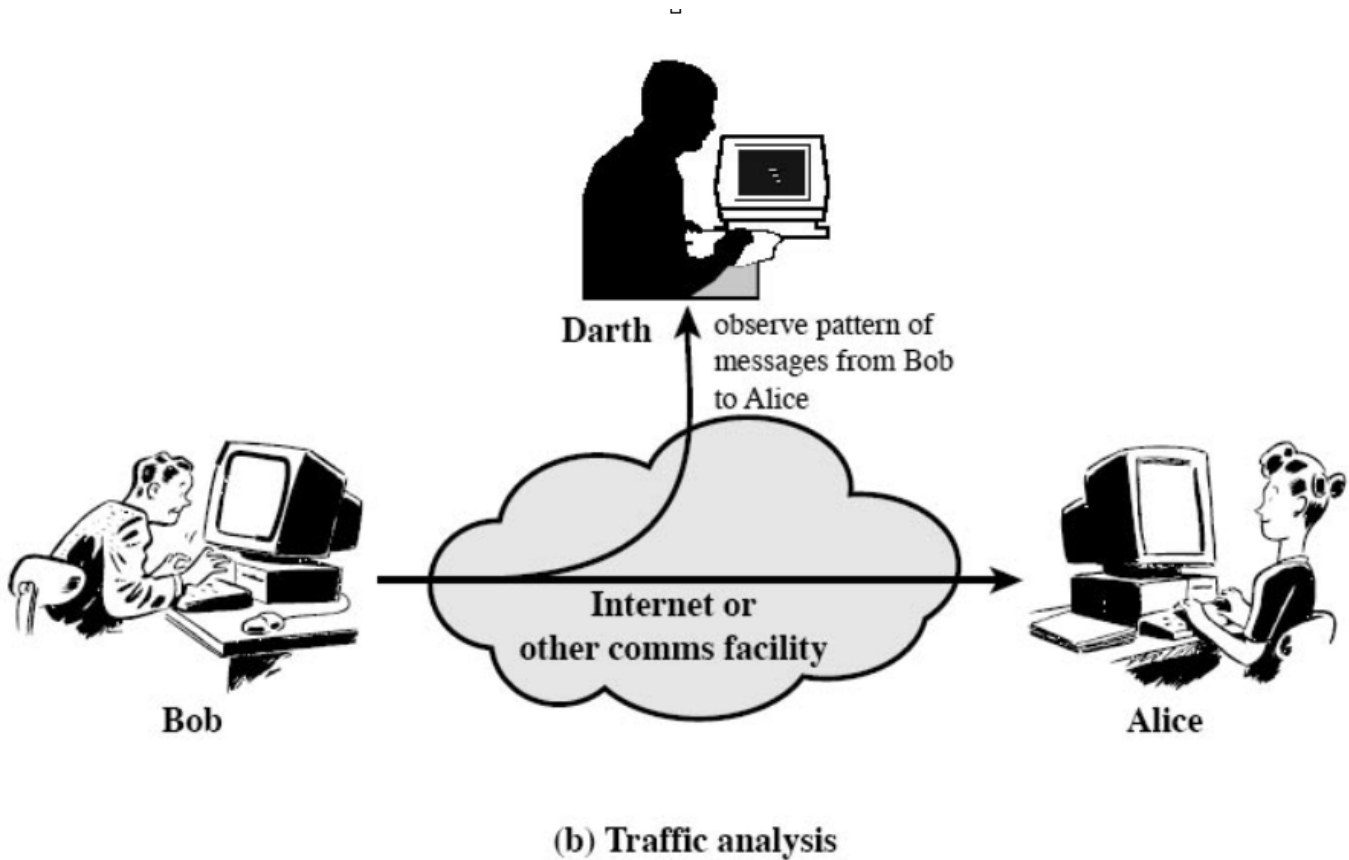 Darth
observe pattern of
messages from Bob
to Alice
Internet or
other comms facility
Bob
Alice
(b) Traffic analysis